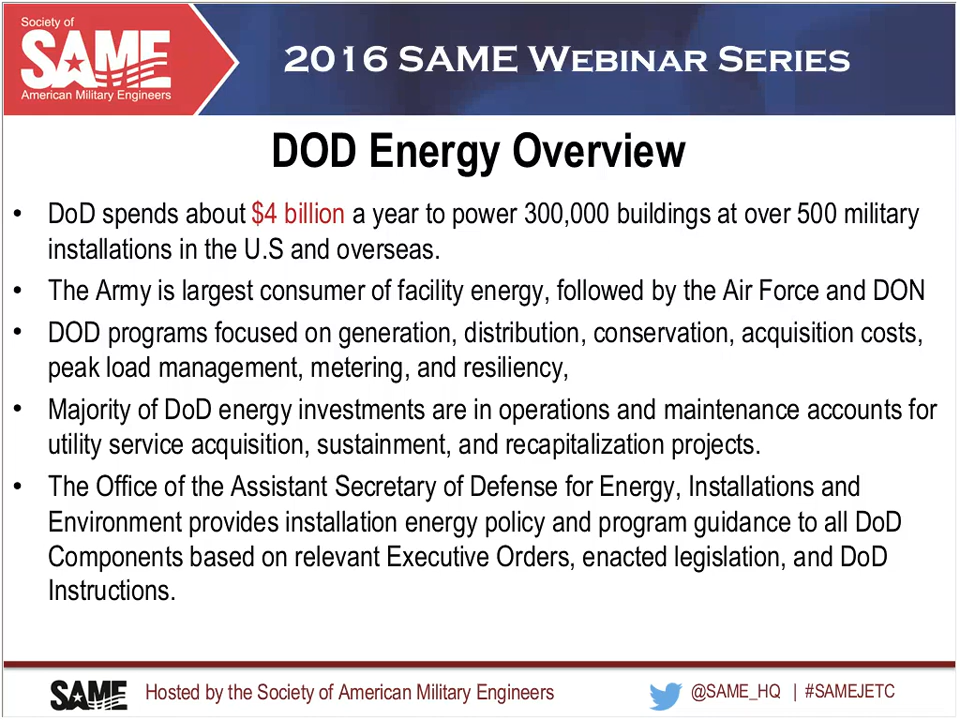 Society of
SAME
American Military Engineers
2016 SAME Webinar Series
DOD Energy Overview
• DoD spends about $4 billion a year to power 300,000 buildings at over 500 military
installations in the U.S and overseas.
• The Army is largest consumer of facility energy, followed by the Air Force and DON
• DOD programs focused on generation, distribution, conservation, acquisition costs,
peak load management, metering, and resiliency,
• Majority of DoD energy investments are in operations and maintenance accounts for
utility service acquisition, sustainment, and recapitalization projects.
• The Office of the Assistant Secretary of Defense for Energy, Installations and
Environment provides installation energy policy and program guidance to all DoD
Components based on relevant Executive Orders, enacted legislation, and DoD
Instructions.
SAME Hosted by the Society of American Military Engineers @SAME_HQ | #SAMEJETC